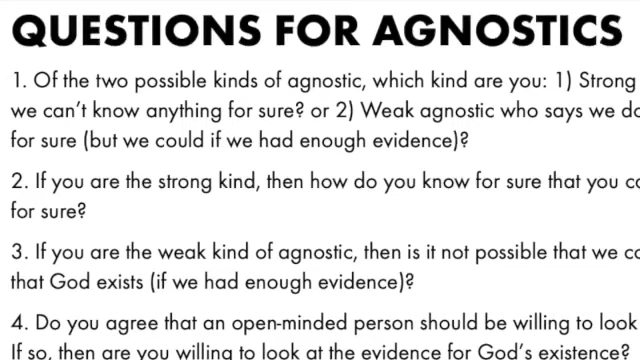 QUESTIONS FOR AGNOSTICS
1. Of the two possible kinds of agnostic, which kind are you: 1) Strong
we can't know anything for sure? or 2) Weak agnostic who says we do
for sure (but we could if we had enough evidence)?
2. If you are the strong kind, then how do you know for sure that you
for sure?
3. If you are the weak kind of agnostic, then is it not possible that we
that God exists (if we had enough evidence)?
4. Do you agree that an open-minded person should be willing to look
If so, then are you willing to look at the evidence for God's existence?